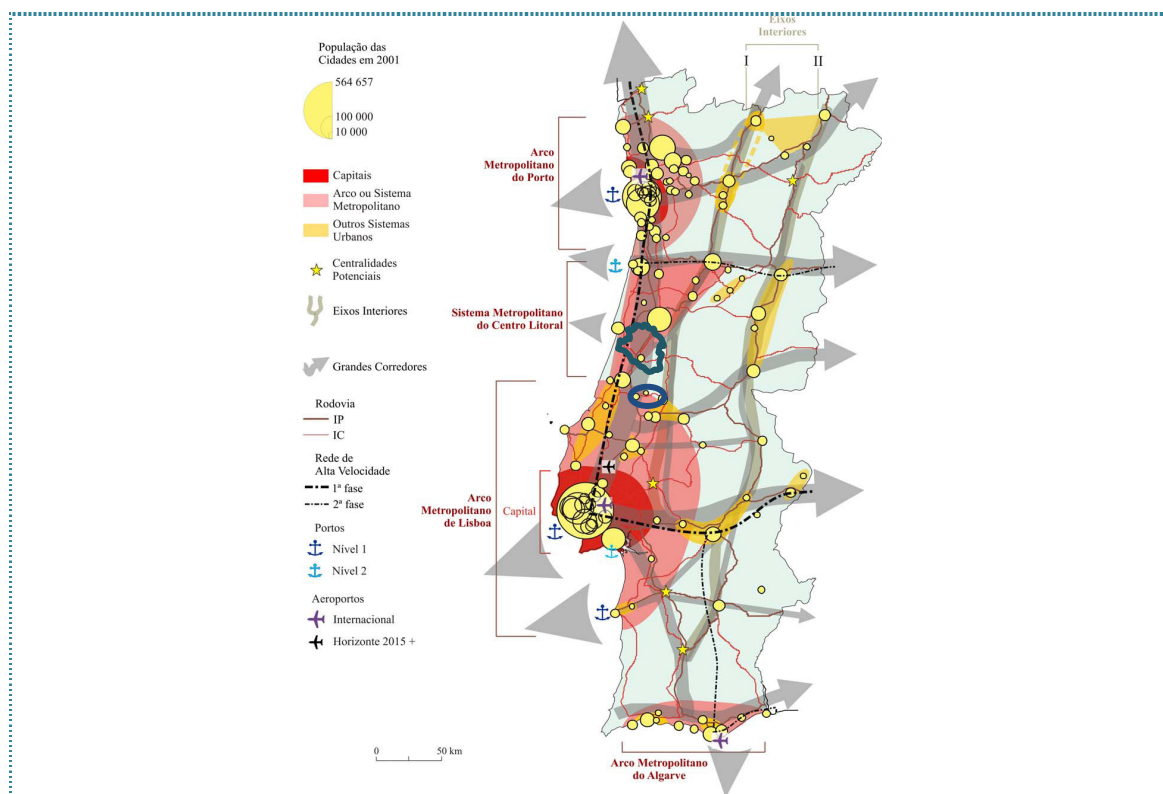 População das
Cidades em 2001
564 657
100 000
10 000
Capitais
Arco ou Sistema
Metropolitano
Outros Sistemas
Urbanos
Centralidades
Potenciais
Eixos Interiores
Grandes Corredores
Rodovia
IP
IC
Rede de
Alta Velocidade
1ª fase
2ª fase
Portos
Nível 1
Nível 2
Aeroportos
Internacional
Horizonte 2015 +
0 50 km
Eixos
Interiores
I II
Arco
Metropolitano
do Porto
Sistema Metropolitano
do Centro Litoral
Arco
Metropolitano
de Lisboa
Capital
Arco Metropolitano
do Algarve